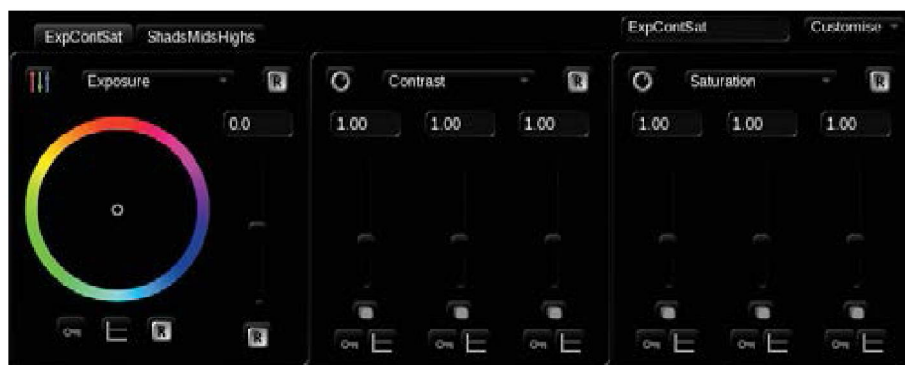 ExpContSat ShadsMidsHighs ExpContSat Customise
Exposure R Contrast R Saturation R
0.0 1.00 1.00 1.00 1.00 1.00 1.00
R R